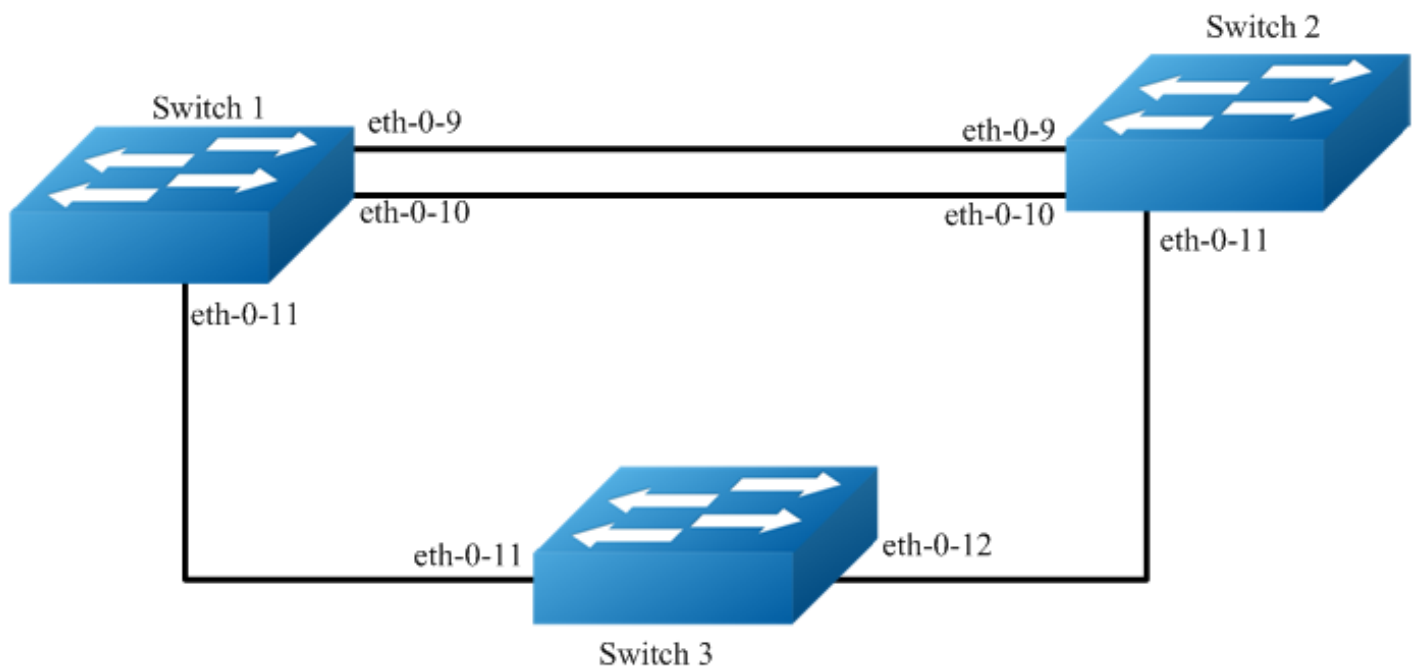 Switch 2
Switch 1
eth-0-9
eth-0-9
eth-0-10
eth-0-10
eth-0-11
eth-0-11
eth-0-11
eth-0-12
Switch 3